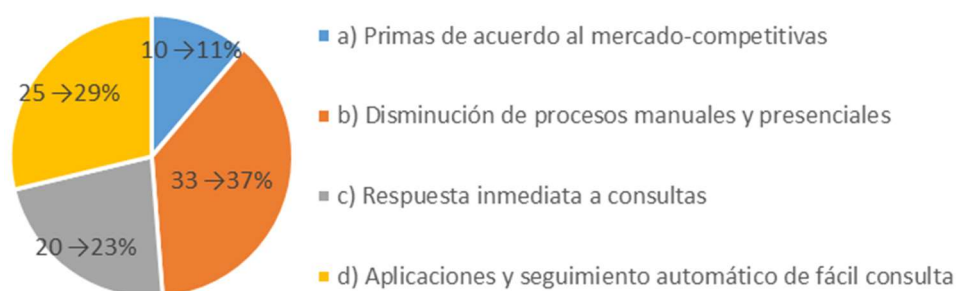 10 →11%
a) Primas de acuerdo al mercado-competitivas
25 →29%
b) Disminución de procesos manuales y presenciales
33 →37%
c) Respuesta inmediata a consultas
20 →23%
d) Aplicaciones y seguimiento automático de fácil consulta